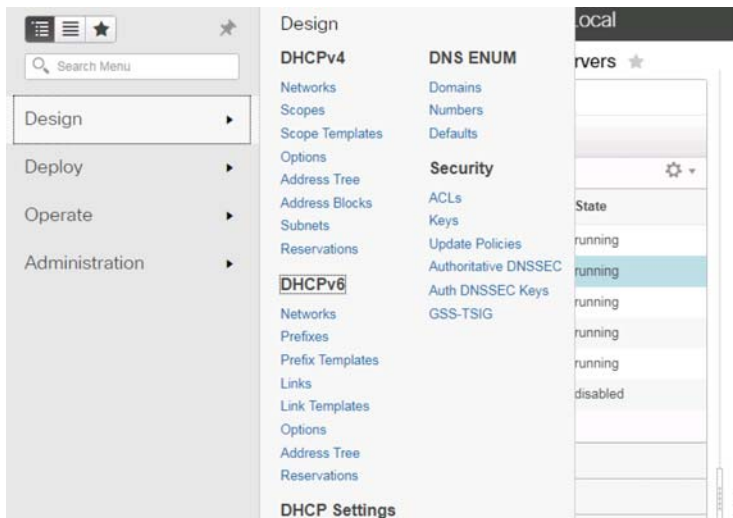 Search Menu
Design
Deploy
Operate
Administration
Design
DHCPv4
Networks
Scopes
Scope Templates
Options
Address Tree
Address Blocks
Subnets
Reservations
DHCPv6
Networks
Prefixes
Prefix Templates
Links
Link Templates
Options
Address Tree
Reservations
DHCP Settings
DNS ENUM
Domains
Numbers
Defaults
Security
ACLs
Keys
Update Policies
Authoritative DNSSEC
Auth DNSSEC Keys
GSS-TSIG
ocal
rvers
State
running
running
running
running
running
disabled